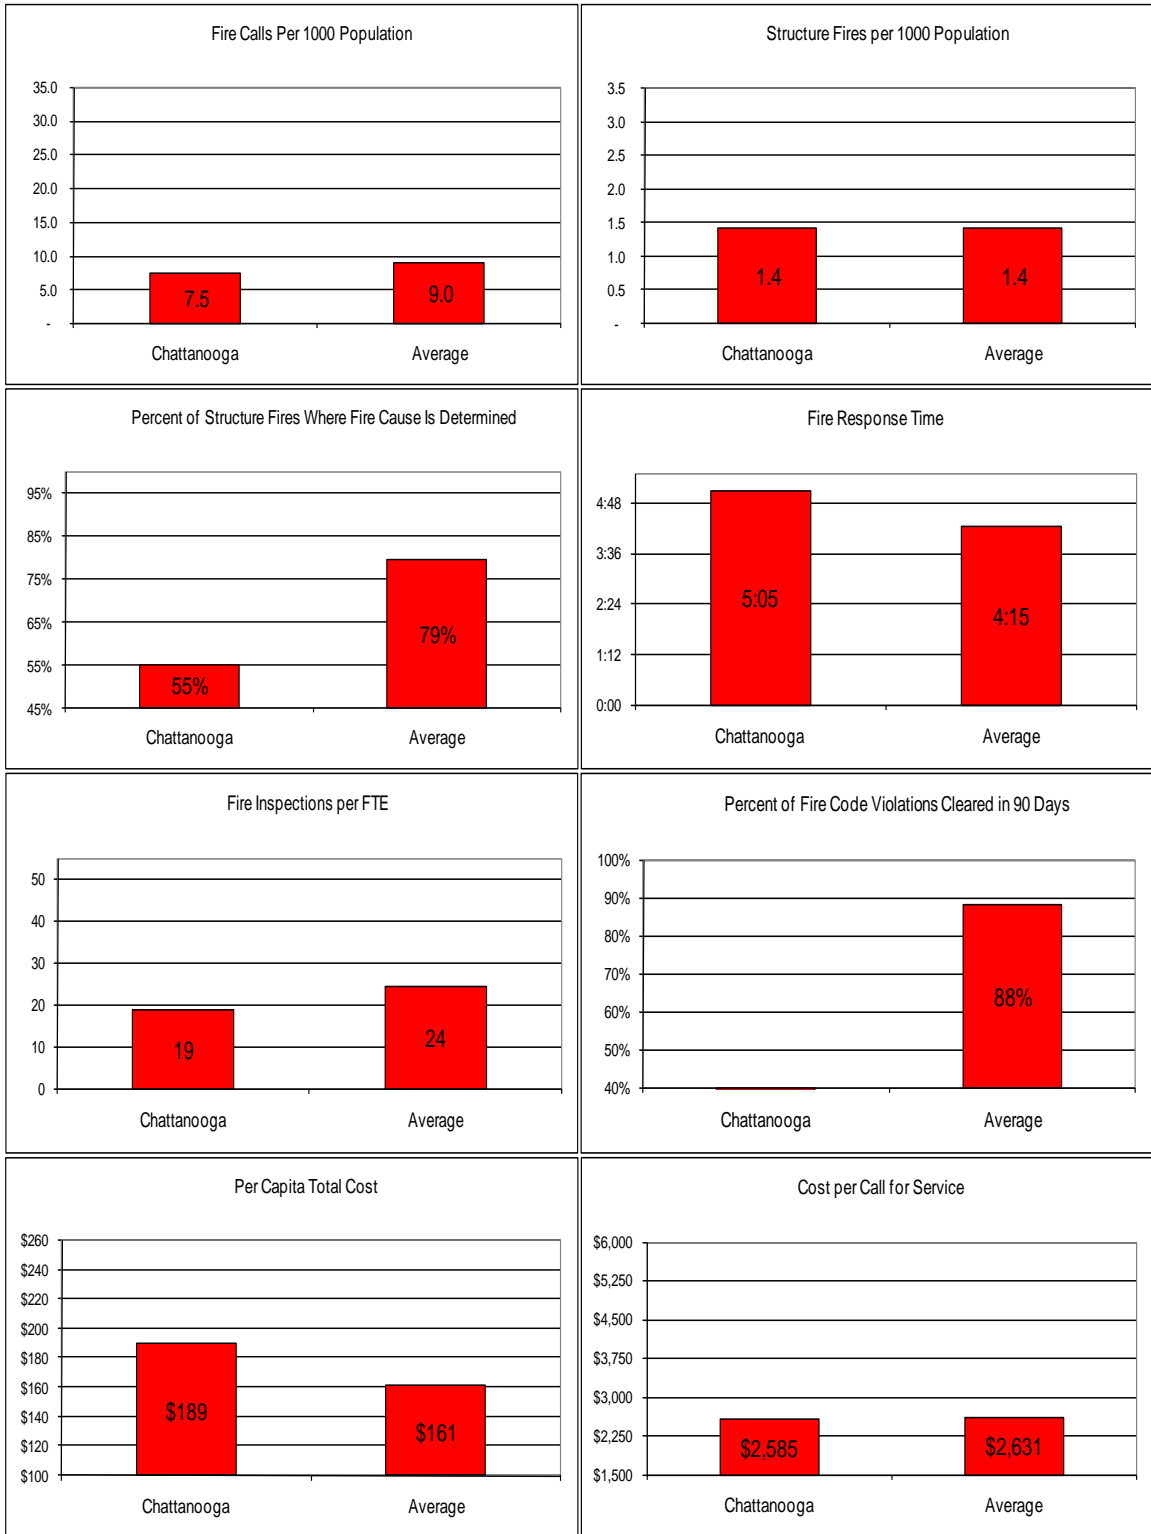 Fire Calls Per 1000 Population
35.0
30.0
25.0
20.0
15.0
10.0
5.0
-
7.5
9.0
Chattanooga
Average
Structure Fires per 1000 Population
3.5
3.0
2.5
2.0
1.5
1.0
0.5
-
1.4
1.4
Chattanooga
Average
Percent of Structure Fires Where Fire Cause Is Determined
95%
85%
75%
65%
55%
45%
55%
79%
Chattanooga
Average
Fire Response Time
4:48
3:36
2:24
1:12
0:00
5:05
4:15
Chattanooga
Average
Fire Inspections per FTE
50
40
30
20
10
0
19
24
Chattanooga
Average
Percent of Fire Code Violations Cleared in 90 Days
100%
90%
80%
70%
60%
50%
40%
88%
Chattanooga
Average
Per Capita Total Cost
$260
$240
$220
$200
$180
$160
$140
$120
$100
$189
$161
Chattanooga
Average
Cost per Call for Service
$6,000
$5,250
$4,500
$3,750
$3,000
$2,250
$1,500
$2,585
$2,631
Chattanooga
Average